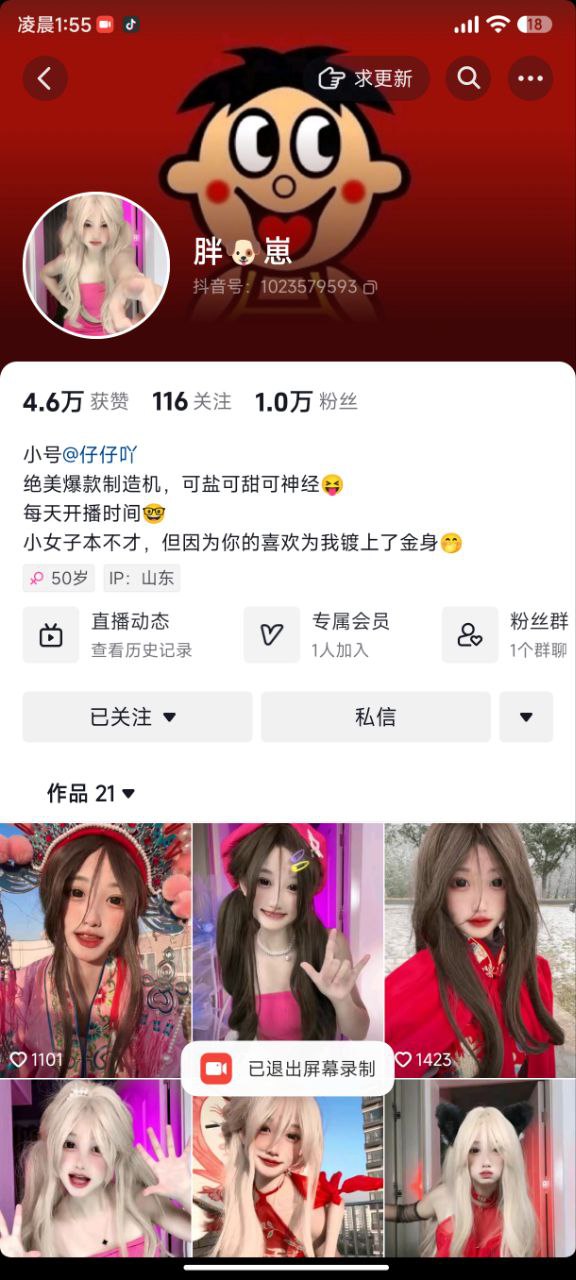 凌晨1:55
18
求更新
胖🐶崽
抖音号：1023579593
4.6万 获赞 116 关注 1.0万 粉丝
小号@仔仔吖
绝美爆款制造机，可盐可甜可神经😝
每天开播时间🤓
小女子本不才，但因为你的喜欢为我镀上了金身🤭
50岁 IP：山东
直播动态
查看历史记录
专属会员
1人加入
粉丝群
1个群聊
已关注 私信
作品 21
1101
1423
已退出屏幕录制